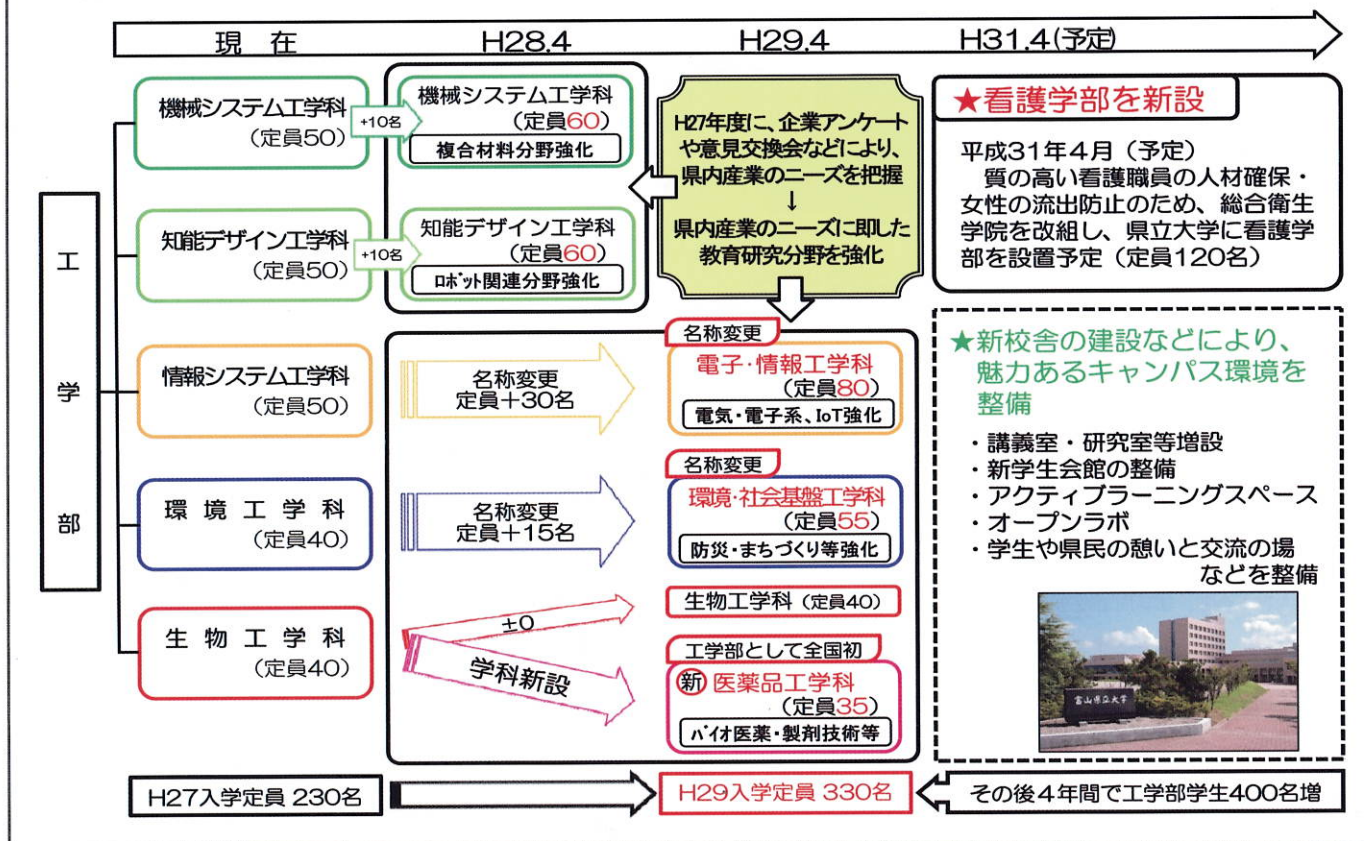 現在
H28.4
H29.4
H31.4(予定)
工学部
機械システム工学科
(定員50)
+10名
機械システム工学科
(定員60)
複合材料分野強化
知能デザイン工学科
(定員50)
+10名
知能デザイン工学科
(定員60)
ロボット関連分野強化
H27年度に、企業アンケート
や意見交換会などにより、
県内産業のニーズを把握
↓
県内産業のニーズに即した
教育研究分野を強化
★看護学部を新設
平成31年4月(予定)
質の高い看護職員の人材確保・
女性の流出防止のため、総合衛生
学院を改組し、県立大学に看護学
部を設置予定(定員120名)
情報システム工学科
(定員50)
名称変更
定員+30名
名称変更
電子・情報工学科
(定員80)
電気・電子系、IoT強化
環境工学科
(定員40)
名称変更
定員+15名
名称変更
環境・社会基盤工学科
(定員55)
防災・まちづくり等強化
生物工学科
(定員40)
±0
生物工学科(定員40)
学科新設
工学部として全国初
新 医薬品工学科
(定員35)
バイオ医薬・製剤技術等
★新校舎の建設などにより、
魅力あるキャンパス環境を
整備
・講義室・研究室等増設
・新学生会館の整備
・アクティブラーニングスペース
・オープンラボ
・学生や県民の憩いと交流の場
などを整備
富山県立大学
H27入学定員 230名
H29入学定員 330名
その後4年間で工学部学生400名増